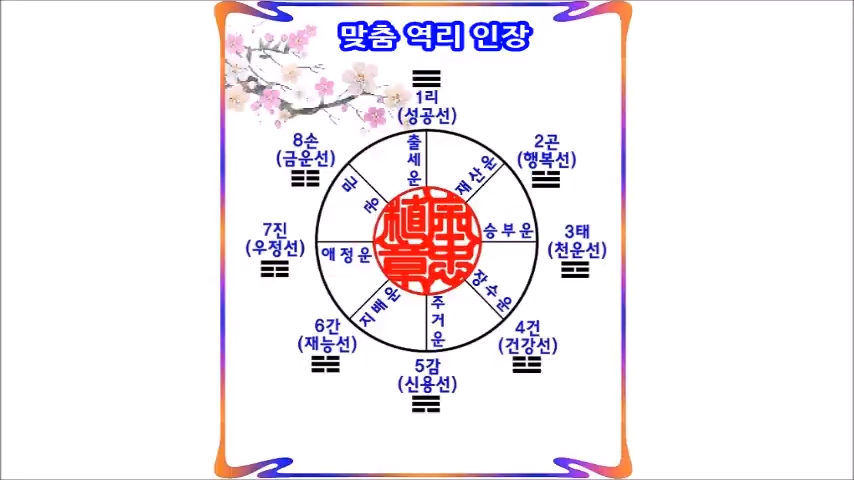 맞춤 역리 인장
1리
(성공선)
8손
(금운선)
2곤
(행복선)
출세운
재산운
7진
(우정선)
승부운
3태
(천운선)
애정운
장수운
지배운
주거운
6간
(재능선)
4건
(건강선)
5감
(신용선)